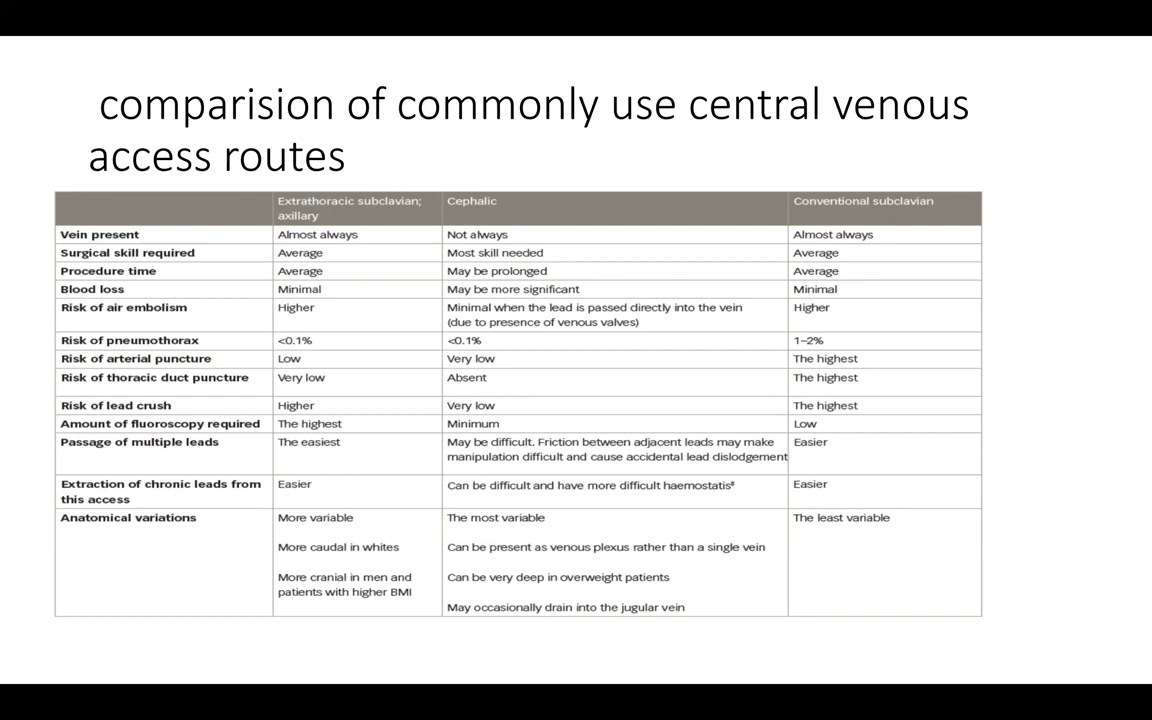 comparision of commonly use central venous
access routes
Extrathoracic subclavian; axillary | Cephalic | Conventional subclavian
Vein present | Almost always | Not always | Almost always
Surgical skill required | Average | Most skill needed | Average
Procedure time | Average | May be prolonged | Average
Blood loss | Minimal | May be more significant | Minimal
Risk of air embolism | Higher | Minimal when the lead is passed directly into the vein (due to presence of venous valves) | Higher
Risk of pneumothorax | <0.1% | <0.1% | 1–2%
Risk of arterial puncture | Low | Very low | The highest
Risk of thoracic duct puncture | Very low | Absent | The highest
Risk of lead crush | Higher | Very low | The highest
Amount of fluoroscopy required | The highest | Minimum | Low
Passage of multiple leads | The easiest | May be difficult. Friction between adjacent leads may make manipulation difficult and cause accidental lead dislodgement | Easier
Extraction of chronic leads from this access | Easier | Can be difficult and have more difficult haemostatis⁸ | Easier
Anatomical variations | More variable | The most variable | The least variable
More caudal in whites | Can be present as venous plexus rather than a single vein
More cranial in men and patients with higher BMI | Can be very deep in overweight patients
May occasionally drain into the jugular vein